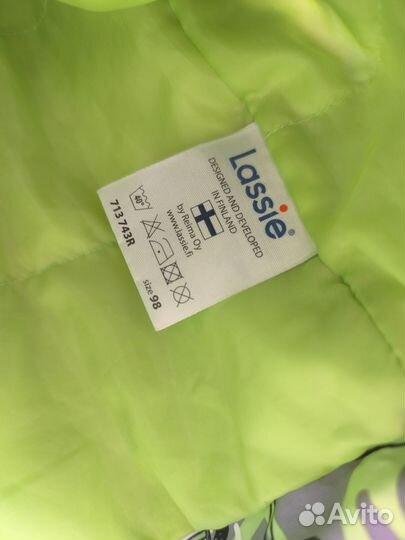 Lassie®
DESIGNED AND DEVELOPED
IN FINLAND
by Reima Oy
www.lassie.fi
40°
713 743R
size 98
Avito